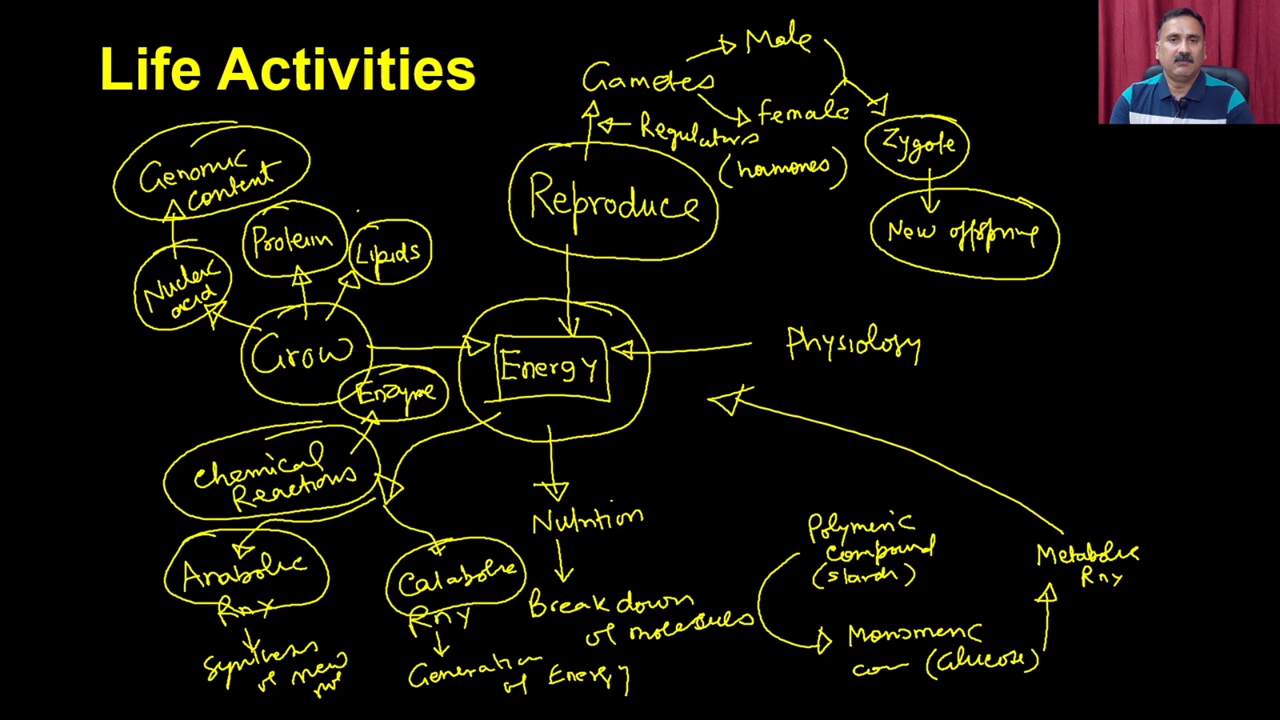 Life Activities
Gametes
Male
Female
Regulators
(hormones)
Zygote
New offspring
Reproduce
Genomic
content
Protein
Lipids
Nucleic
acid
Grow
Energy
Physiology
Enzyme
Chemical
Reactions
Anabolic
Rxn
Synthesis
of new
Catabolic
Rxn
Generation
of Energy
Nutrition
Breakdown
of molecules
Polymeric
compound
(starch)
Monomeric
com (Glucose)
Metabolic
Rxn